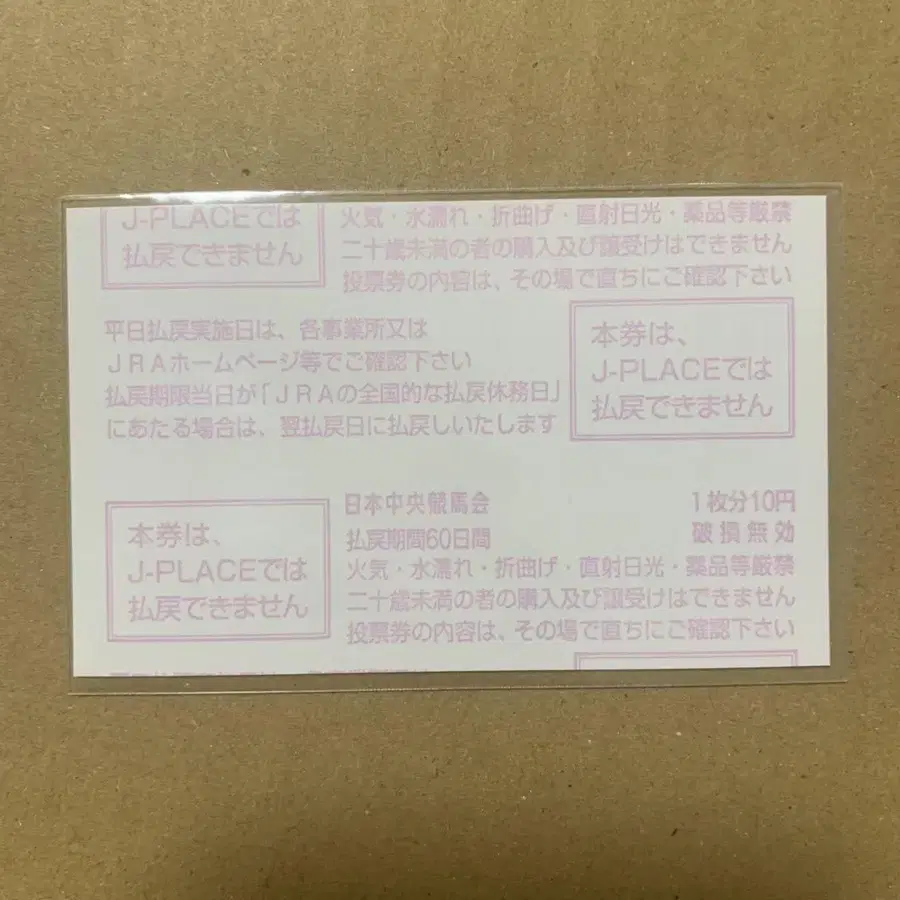 J-PLACEでは
払戻できません
火気・水濡れ・折曲げ・直射日光・薬品等厳禁
二十歳未満の者の購入及び譲受けはできません
投票券の内容は、その場で直ちにご確認下さい
平日払戻実施日は、各事業所又は
JRAホームページ等でご確認下さい
払戻期限当日が「JRAの全国的な払戻休務日」
にあたる場合は、翌払戻日に払戻しいたします
本券は、
J-PLACEでは
払戻できません
本券は、
J-PLACEでは
払戻できません
日本中央競馬会
1枚分10円
払戻期間60日間
破損無効
火気・水濡れ・折曲げ・直射日光・薬品等厳禁
二十歳未満の者の購入及び譲受けはできません
投票券の内容は、その場で直ちにご確認下さい